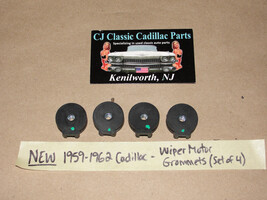 CJ Classic Cadillac Parts
Specializing in used classic auto parts
Kenilworth, NJ
NEW 1959-1962 Cadillac - Wiper Motor
Grommets (Set of 4)